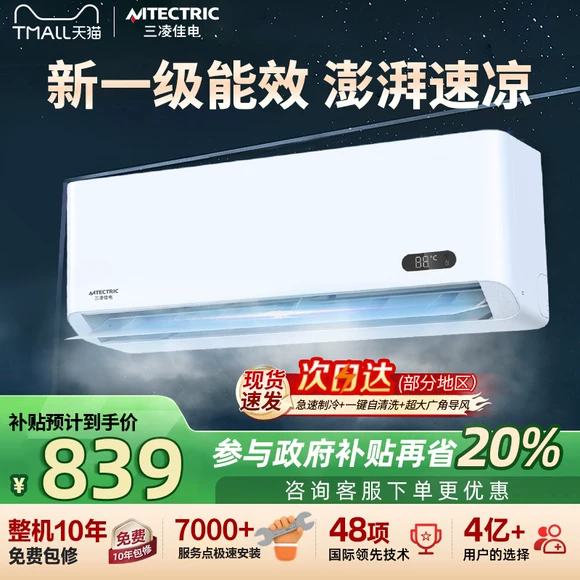 TMALL天猫
MITECTRIC
三凌佳电
新一级能效 澎湃速凉
88℃
MITECTRIC
三凌佳电
现货速发
次日达(部分地区)
急速制冷+一键自清洗+超大广角导风
补贴预计到手价
¥839
参与政府补贴再省20%
咨询客服下单更优惠
整机10年
免费包修
免费
10年包修
7000+
服务点极速安装
48项
国际领先技术
4亿+
用户的选择